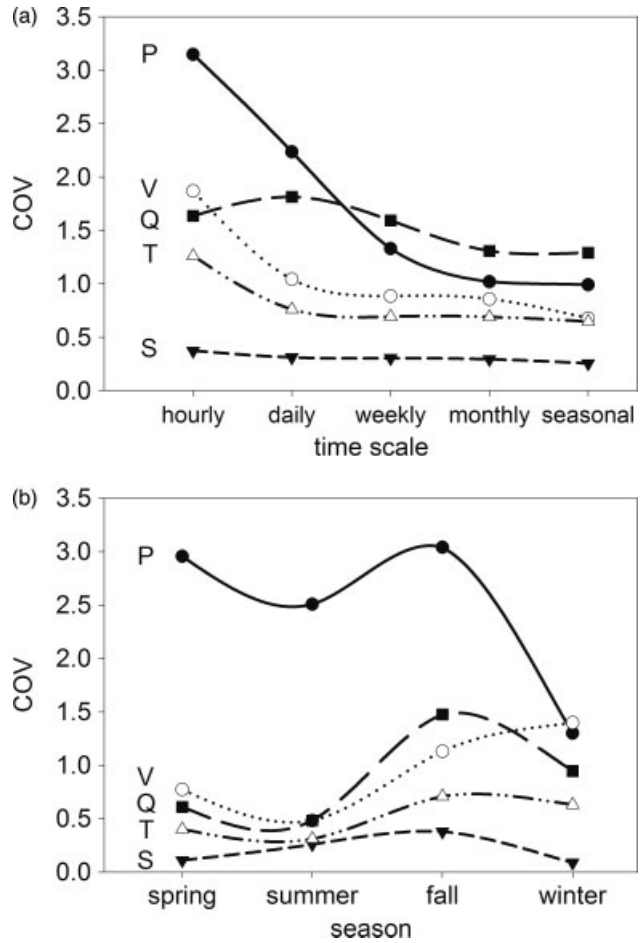 (a)
3.5
3.0
2.5
2.0
1.5
1.0
0.5
0.0
COV
P
V
Q
T
S
hourly daily weekly monthly seasonal
time scale
(b)
3.5
3.0
2.5
2.0
1.5
1.0
0.5
0.0
COV
P
V
Q
T
S
spring summer fall winter
season